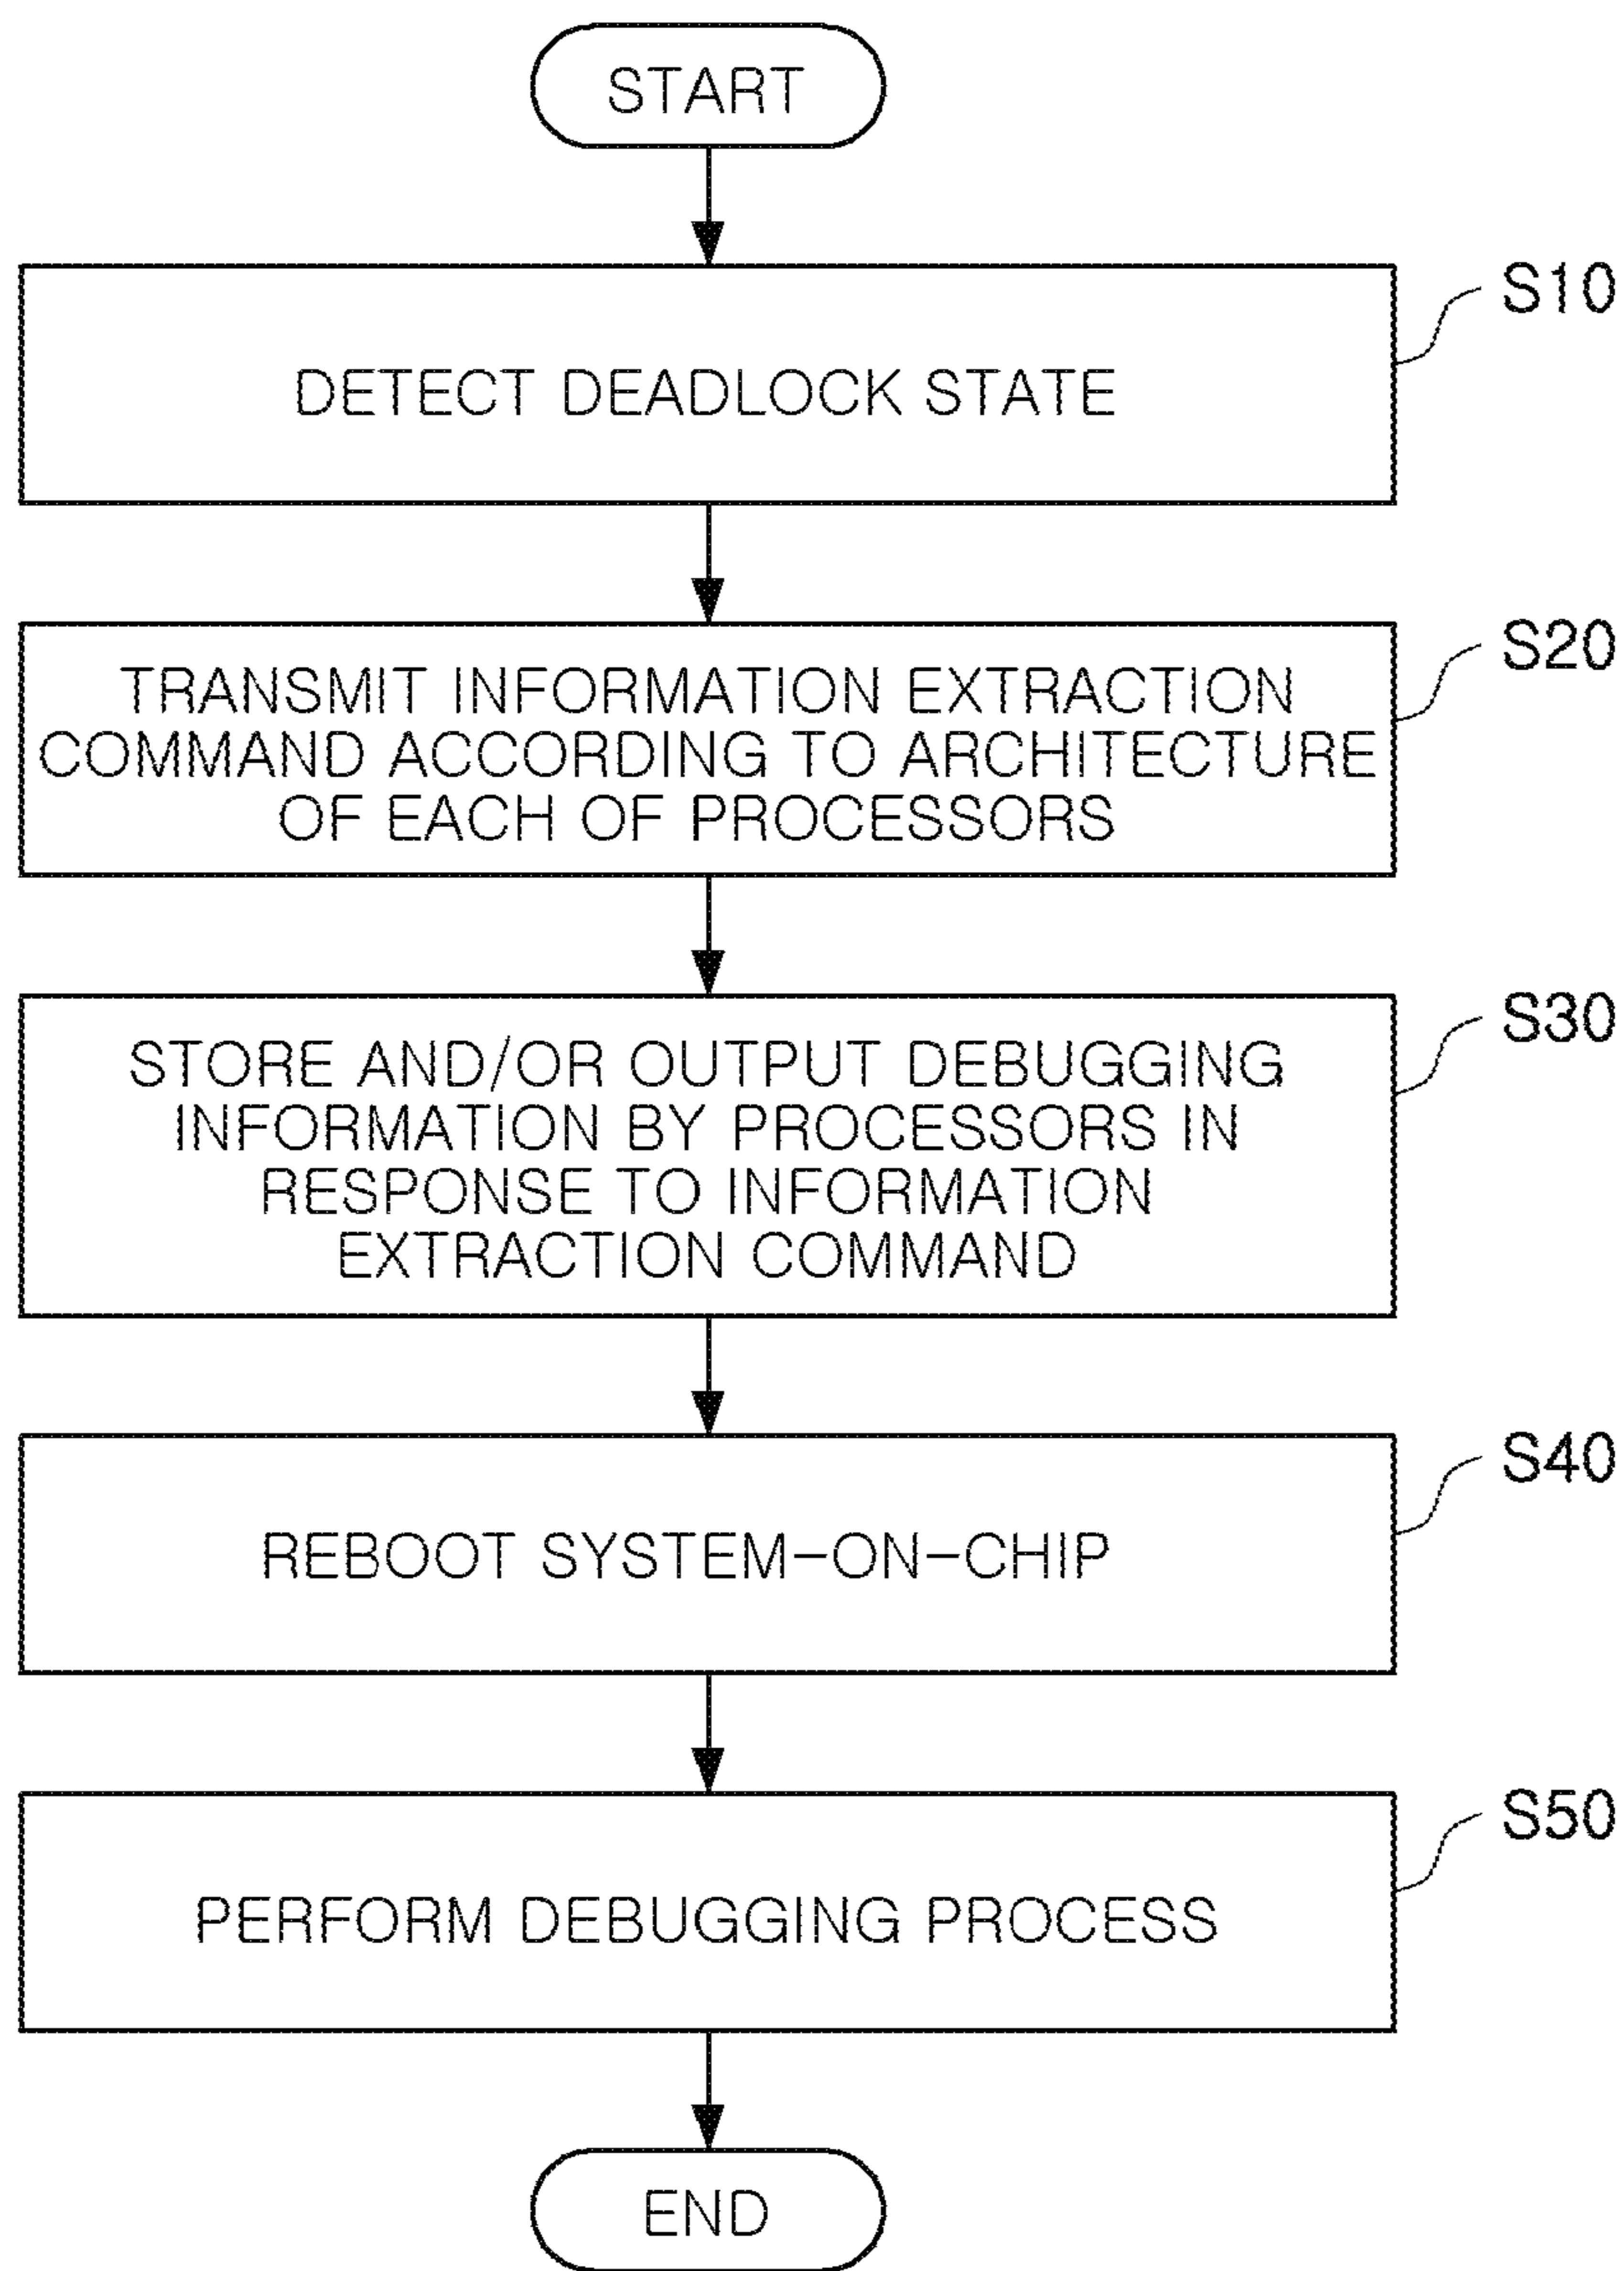 START
S10
DETECT DEADLOCK STATE
S20
TRANSMIT INFORMATION EXTRACTION
COMMAND ACCORDING TO ARCHITECTURE
OF EACH OF PROCESSORS
S30
STORE AND/OR OUTPUT DEBUGGING
INFORMATION BY PROCESSORS IN
RESPONSE TO INFORMATION
EXTRACTION COMMAND
S40
REBOOT SYSTEM-ON-CHIP
S50
PERFORM DEBUGGING PROCESS
END